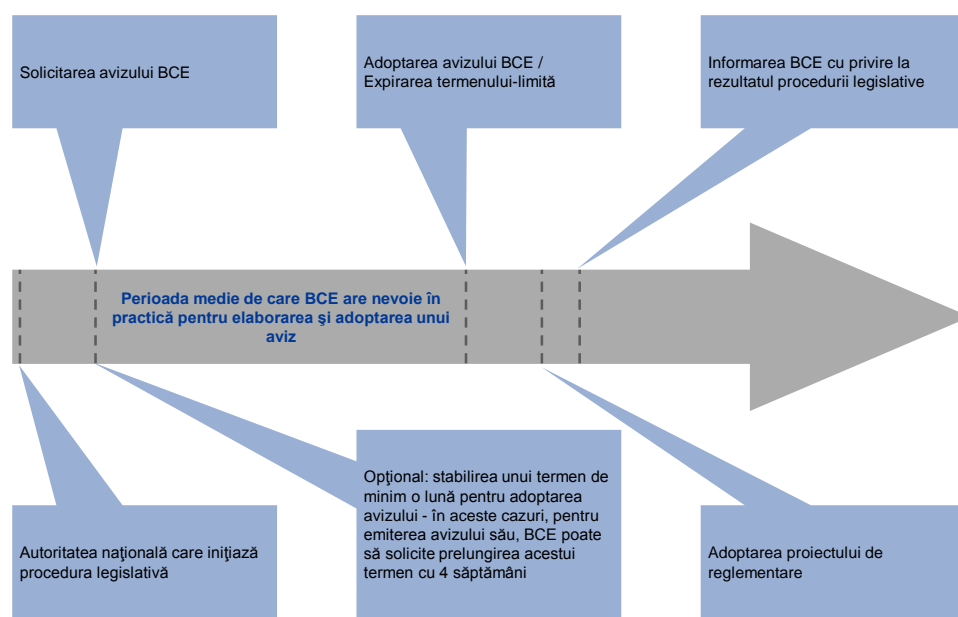 Solicitarea avizului BCE
Adoptarea avizului BCE /
Expirarea termenului-limită
Informarea BCE cu privire la
rezultatul procedurii legislative
Perioada medie de care BCE are nevoie în
practică pentru elaborarea şi adoptarea unui
aviz
Autoritatea naţională care iniţiază
procedura legislativă
Opţional: stabilirea unui termen de
minim o lună pentru adoptarea
avizului - în aceste cazuri, pentru
emiterea avizului său, BCE poate
să solicite prelungirea acestui
termen cu 4 săptămâni
Adoptarea proiectului de
reglementare